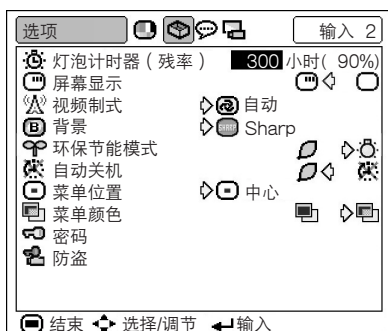 选项 输入 2
灯泡计时器(残率) 300 小时( 90%)
屏幕显示
视频制式 自动
背景 Sharp
环保节能模式
自动关机
菜单位置 中心
菜单颜色
密码
防盗
结束 选择/调节 输入